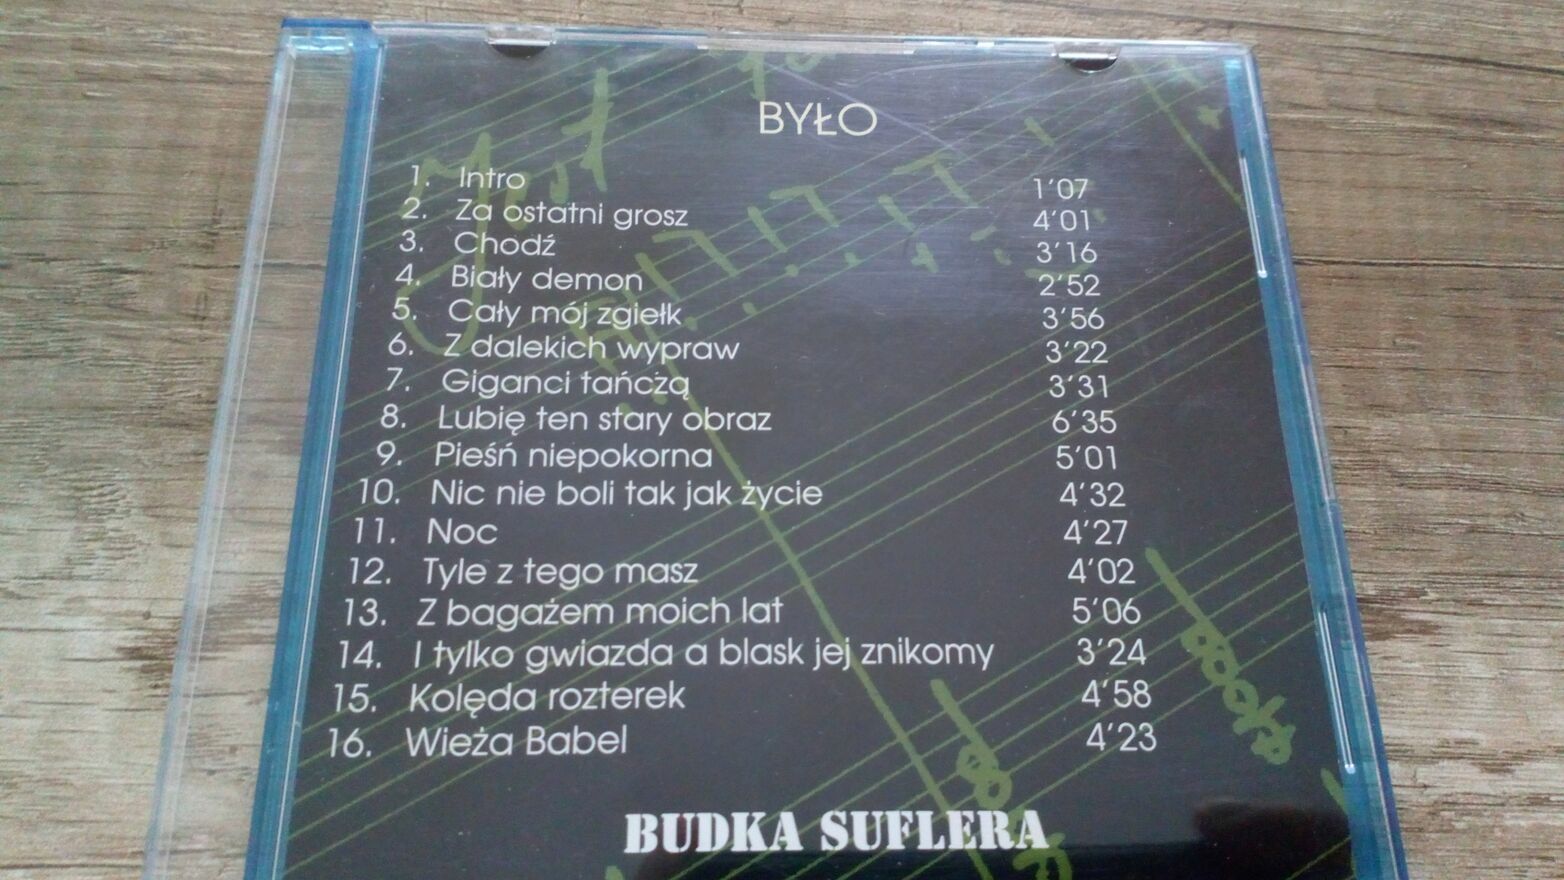 BYŁO
1. Intro 1'07
2. Za ostatni grosz 4'01
3. Chodź 3'16
4. Biały demon 2'52
5. Cały mój zgiełk 3'56
6. Z dalekich wypraw 3'22
7. Giganci tańczą 3'31
8. Lubię ten stary obraz 6'35
9. Pieśń niepokorna 5'01
10. Nic nie boli tak jak życie 4'32
11. Noc 4'27
12. Tyle z tego masz 4'02
13. Z bagażem moich lat 5'06
14. I tylko gwiazda a blask jej znikomy 3'24
15. Kolęda rozterek 4'58
16. Wieża Babel 4'23
BUDKA SUFLERA